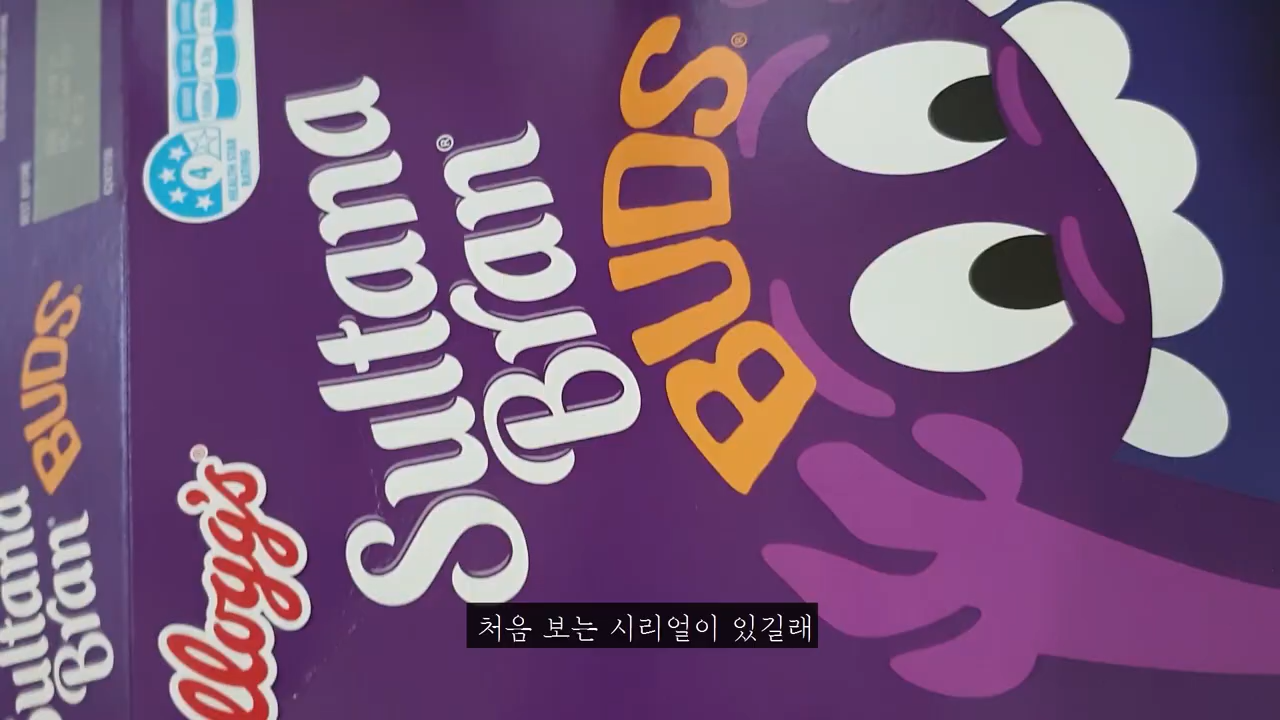 Kellogg's®
Sultana
Bran®
BUDS®
4
HEALTH STAR
RATING
BUDS
Sultana
Bran
처음 보는 시리얼이 있길래